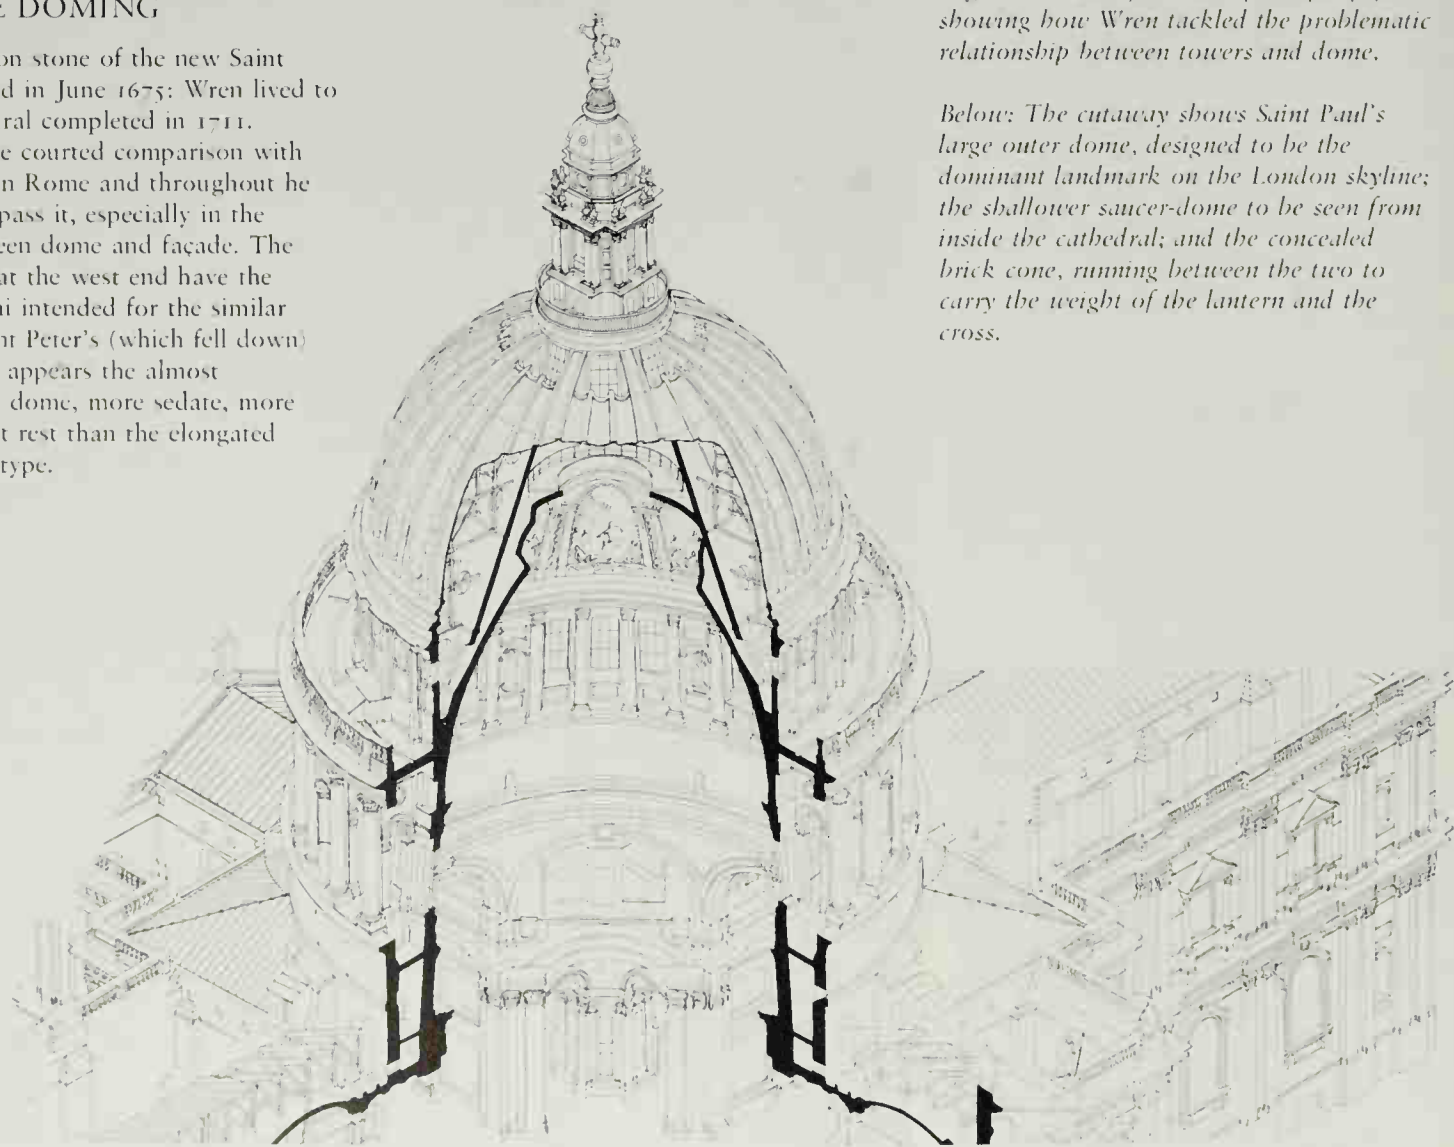 DOMING
on stone of the new Saint
d in June 1675: Wren lived to
ral completed in 1711.
e courted comparison with
n Rome and throughout he
pass it, especially in the
een dome and façade. The
at the west end have the
ni intended for the similar
nt Peter's (which fell down)
appears the almost
dome, more sedate, more
t rest than the elongated
type.
showing how Wren tackled the problematic
relationship between towers and dome.
Below: The cutaway shows Saint Paul's
large outer dome, designed to be the
dominant landmark on the London skyline;
the shallower saucer-dome to be seen from
inside the cathedral; and the concealed
brick cone, running between the two to
carry the weight of the lantern and the
cross.